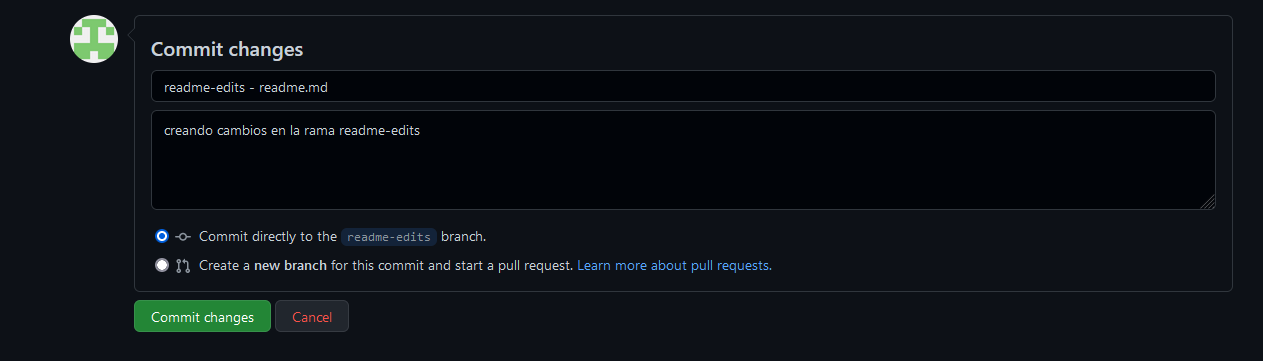 Commit changes
readme-edits - readme.md
creando cambios en la rama readme-edits
Commit directly to the readme-edits branch.
Create a new branch for this commit and start a pull request. Learn more about pull requests.
Commit changes Cancel